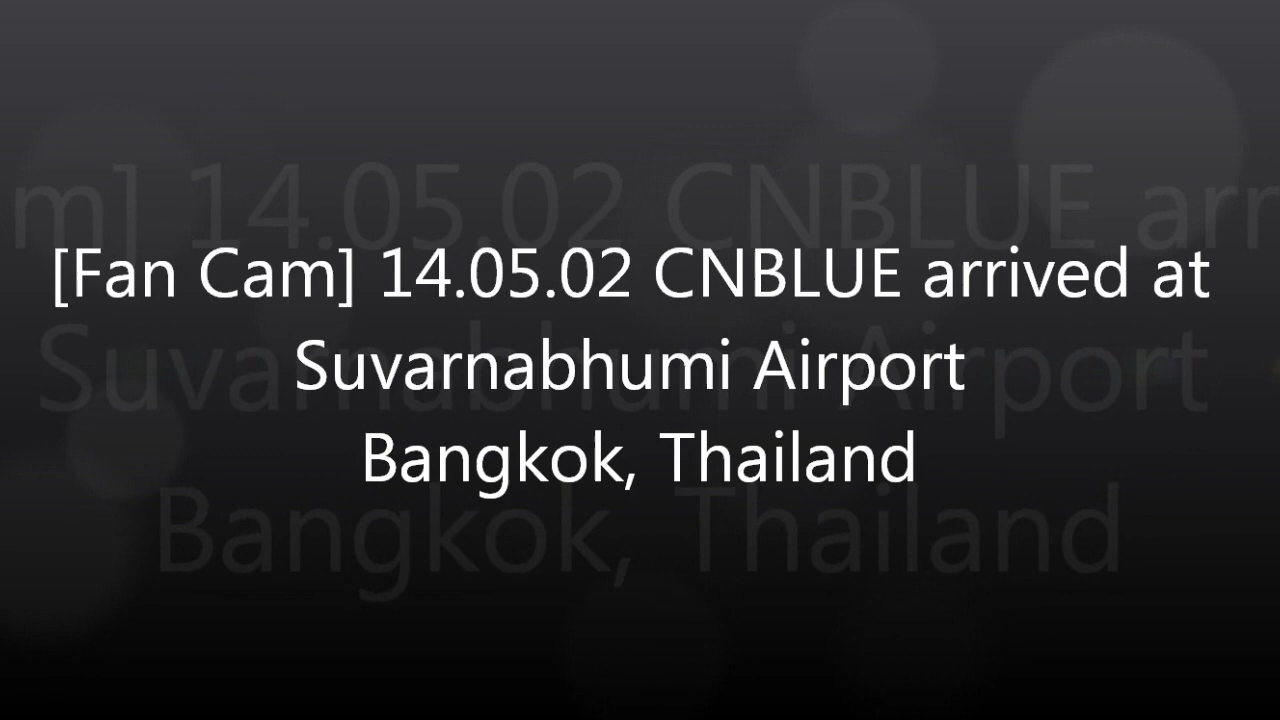 [Fan Cam] 14.05.02 CNBLUE arrived at
Suvarnabhumi Airport
Bangkok, Thailand